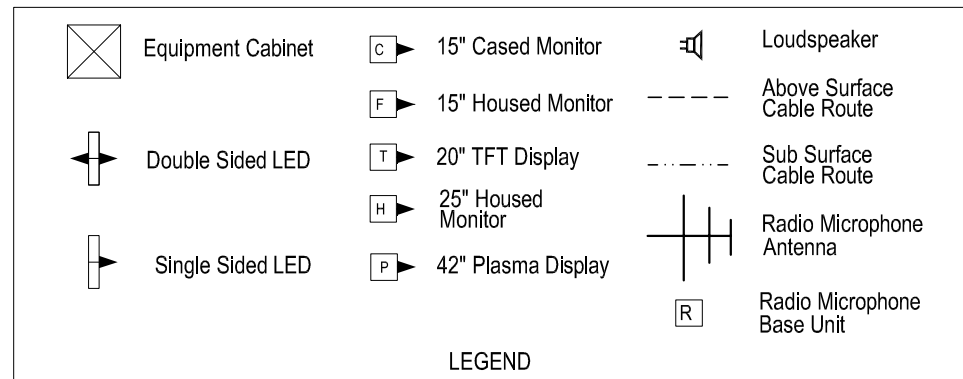 Equipment Cabinet
Double Sided LED
Single Sided LED
C 15" Cased Monitor
F 15" Housed Monitor
T 20" TFT Display
H 25" Housed
Monitor
P 42" Plasma Display
Loudspeaker
Above Surface
Cable Route
Sub Surface
Cable Route
Radio Microphone
Antenna
R Radio Microphone
Base Unit
LEGEND